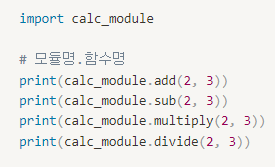 import calc_module
# 모듈명.함수명
print(calc_module.add(2, 3))
print(calc_module.sub(2, 3))
print(calc_module.multiply(2, 3))
print(calc_module.divide(2, 3))